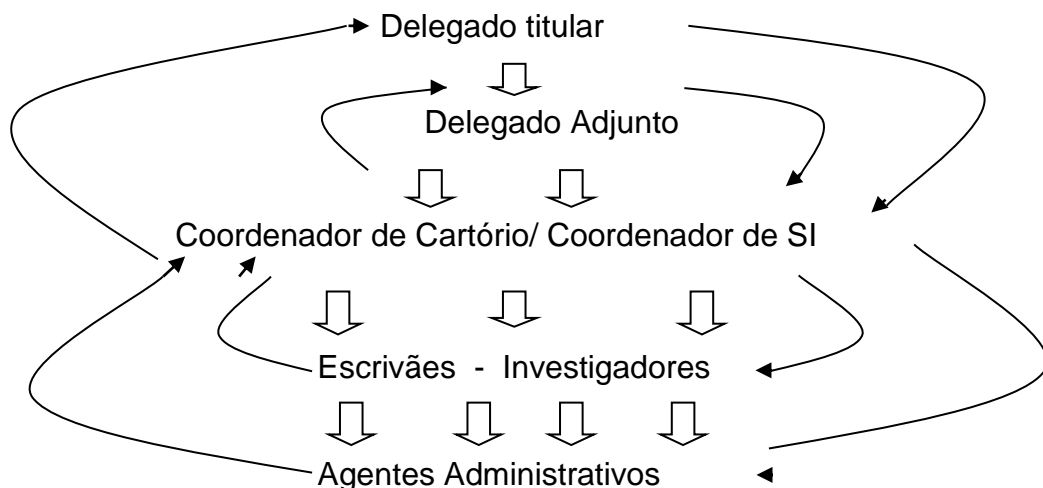 Delegado titular
Delegado Adjunto
Coordenador de Cartório/ Coordenador de SI
Escrivães - Investigadores
Agentes Administrativos